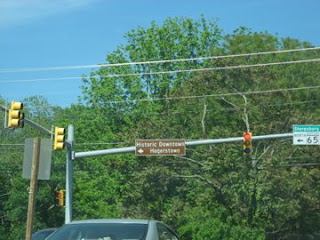 Historic Downtown
← Hagerstown
Sharpsburg
← 65